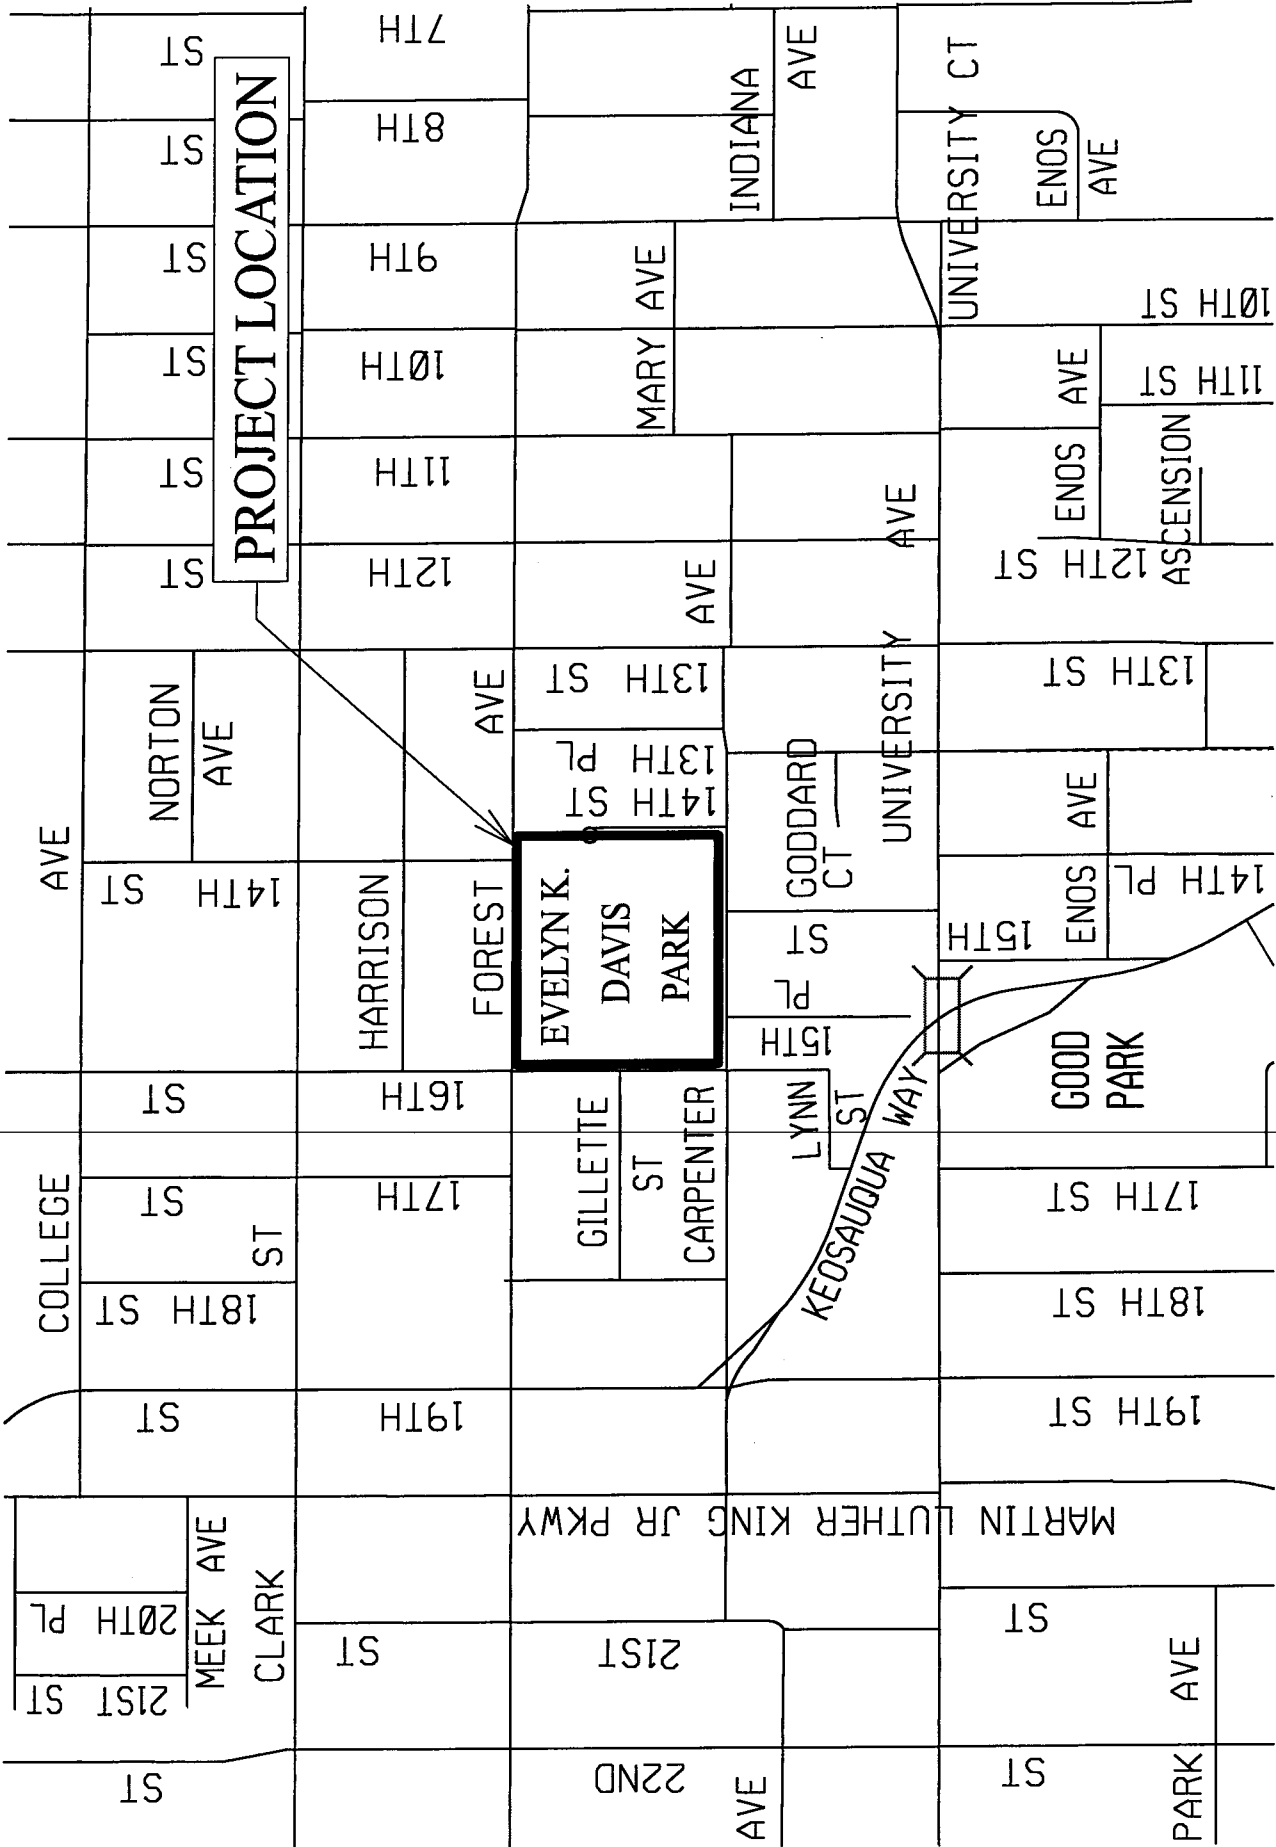 PROJECT LOCATION
EVELYN K.
DAVIS
PARK
GOOD
PARK
COLLEGE
AVE
NORTON
AVE
MEEK AVE
CLARK
ST
HARRISON
FOREST
AVE
GILLETTE
ST
CARPENTER
AVE
MARY AVE
INDIANA
AVE
LYNN
ST
GODDARD
CT
KEOSAUQUA WAY
UNIVERSITY
AVE
UNIVERSITY CT
ENOS
AVE
ENOS
AVE
ENOS
AVE
ASCENSION
PARK
AVE
AVE
22ND
ST
ST
21ST ST
20TH PL
21ST
ST
ST
MARTIN LUTHER KING JR PKWY
19TH
ST
19TH ST
18TH ST
18TH ST
17TH
ST
17TH ST
16TH
ST
15TH
PL
15TH
ST
14TH ST
14TH ST
14TH PL
13TH PL
13TH ST
13TH ST
12TH
ST
12TH ST
11TH
ST
11TH ST
10TH
ST
10TH ST
9TH
ST
8TH
ST
7TH
ST